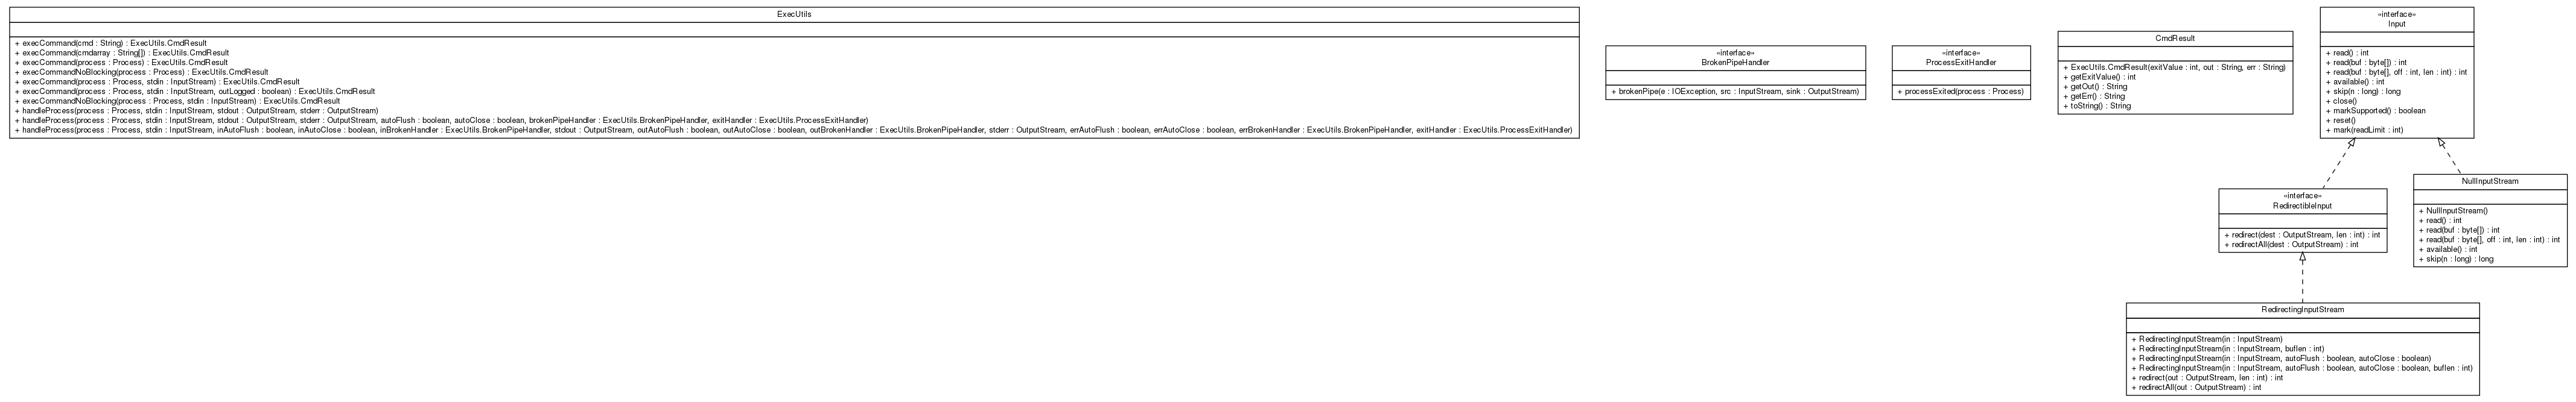 ExecUtils
+ execCommand(cmd : String) : ExecUtils.CmdResult
+ execCommand(cmdarray : String[]) : ExecUtils.CmdResult
+ execCommand(process : Process) : ExecUtils.CmdResult
+ execCommandNoBlocking(process : Process) : ExecUtils.CmdResult
+ execCommand(process : Process, stdin : InputStream) : ExecUtils.CmdResult
+ execCommand(process : Process, stdin : InputStream, outLogged : boolean) : ExecUtils.CmdResult
+ execCommandNoBlocking(process : Process, stdin : InputStream) : ExecUtils.CmdResult
+ handleProcess(process : Process, stdin : InputStream, stdout : OutputStream, stderr : OutputStream)
+ handleProcess(process : Process, stdin : InputStream, stdout : OutputStream, stderr : OutputStream, autoFlush : boolean, autoClose : boolean, brokenPipeHandler : ExecUtils.BrokenPipeHandler, exitHandler : ExecUtils.ProcessExitHandler)
+ handleProcess(process : Process, stdin : InputStream, inAutoFlush : boolean, inAutoClose : boolean, inBrokenHandler : ExecUtils.BrokenPipeHandler, stdout : OutputStream, outAutoFlush : boolean, outAutoClose : boolean, outBrokenHandler : ExecUtils.BrokenPipeHandler, stderr : OutputStream, errAutoFlush : boolean, errAutoClose : boolean, errBrokenHandler : ExecUtils.BrokenPipeHandler, exitHandler : ExecUtils.ProcessExitHandler)
«interface»
BrokenPipeHandler
+ brokenPipe(e : IOException, src : InputStream, sink : OutputStream)
«interface»
ProcessExitHandler
+ processExited(process : Process)
CmdResult
+ ExecUtils.CmdResult(exitValue : int, out : String, err : String)
+ getExitValue() : int
+ getOut() : String
+ getErr() : String
+ toString() : String
«interface»
Input
+ read() : int
+ read(buf : byte[]) : int
+ read(buf : byte[], off : int, len : int) : int
+ available() : int
+ skip(n : long) : long
+ close()
+ markSupported() : boolean
+ reset()
+ mark(readLimit : int)
«interface»
RedirectibleInput
+ redirect(dest : OutputStream, len : int) : int
+ redirectAll(dest : OutputStream) : int
NullInputStream
+ NullInputStream()
+ read() : int
+ read(buf : byte[]) : int
+ read(buf : byte[], off : int, len : int) : int
+ available() : int
+ skip(n : long) : long
RedirectingInputStream
+ RedirectingInputStream(in : InputStream)
+ RedirectingInputStream(in : InputStream, buflen : int)
+ RedirectingInputStream(in : InputStream, autoFlush : boolean, autoClose : boolean)
+ RedirectingInputStream(in : InputStream, autoFlush : boolean, autoClose : boolean, buflen : int)
+ redirect(out : OutputStream, len : int) : int
+ redirectAll(out : OutputStream) : int